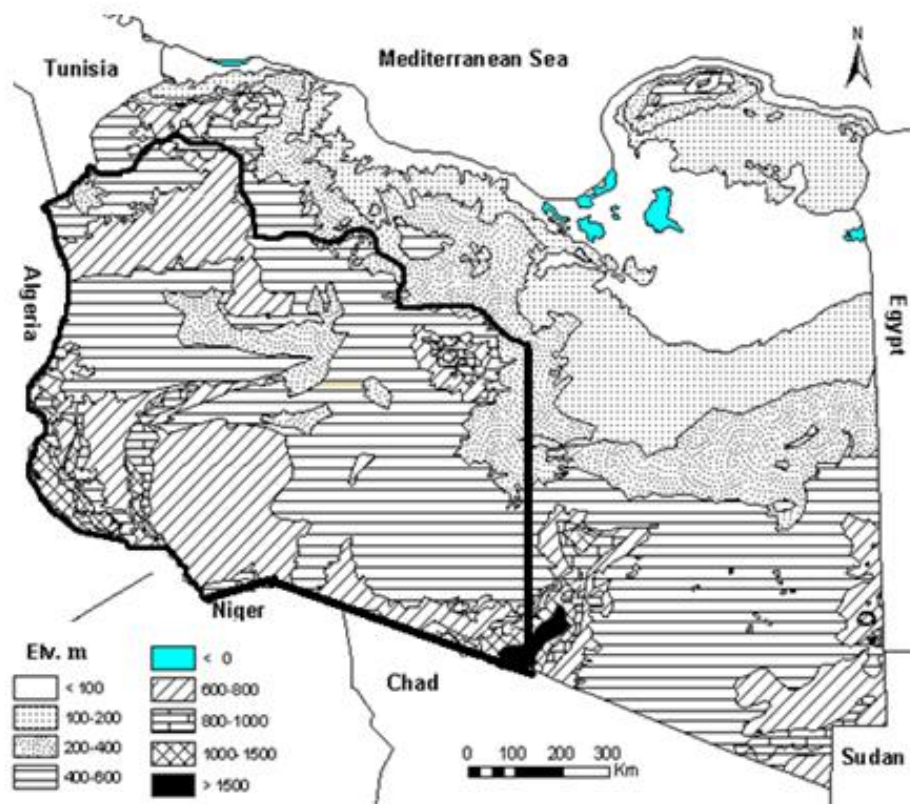 Mediterranean Sea
N
Tunisia
Algeria
Egypt
Niger
Chad
Sudan
Elv. m
< 100
100-200
200-400
400-600
< 0
600-800
800-1000
1000-1500
> 1500
0 100 200 300
Km